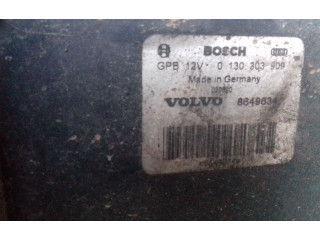 BOSCH
GPB 12V 0 130 303 909
Made in Germany
VOLVO 8649634